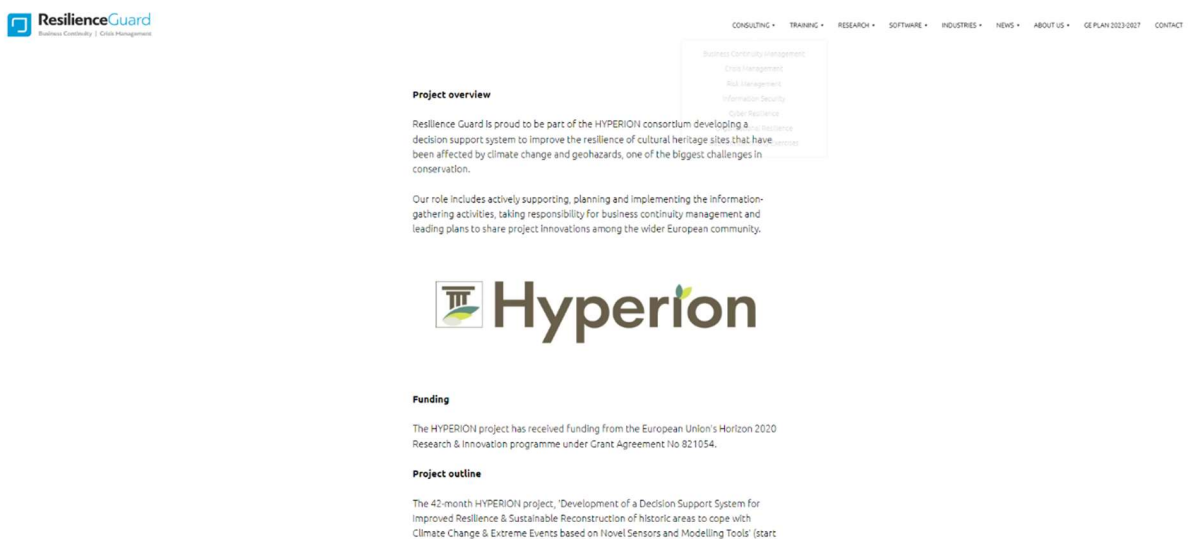 ResilienceGuard
Business Continuity | Crisis Management
CONSULTING
TRAINING
RESEARCH
SOFTWARE
INDUSTRIES
NEWS
ABOUT US
GE PLAN 2023-2027
CONTACT
Business Continuity Management
Crisis Management
Risk Management
Information Security
Cyber Resilience
Resilience
Project overview
Resilience Guard is proud to be part of the HYPERION consortium developing a
decision support system to improve the resilience of cultural heritage sites that have
been affected by climate change and geohazards, one of the biggest challenges in
conservation.
Our role includes actively supporting, planning and implementing the information-
gathering activities, taking responsibility for business continuity management and
leading plans to share project innovations among the wider European community.
Hyperion
Funding
The HYPERION project has received funding from the European Union's Horizon 2020
Research & Innovation programme under Grant Agreement No 821054.
Project outline
The 42-month HYPERION project, 'Development of a Decision Support System for
Improved Resilience & Sustainable Reconstruction of historic areas to cope with
Climate Change & Extreme Events based on Novel Sensors and Modelling Tools' (start